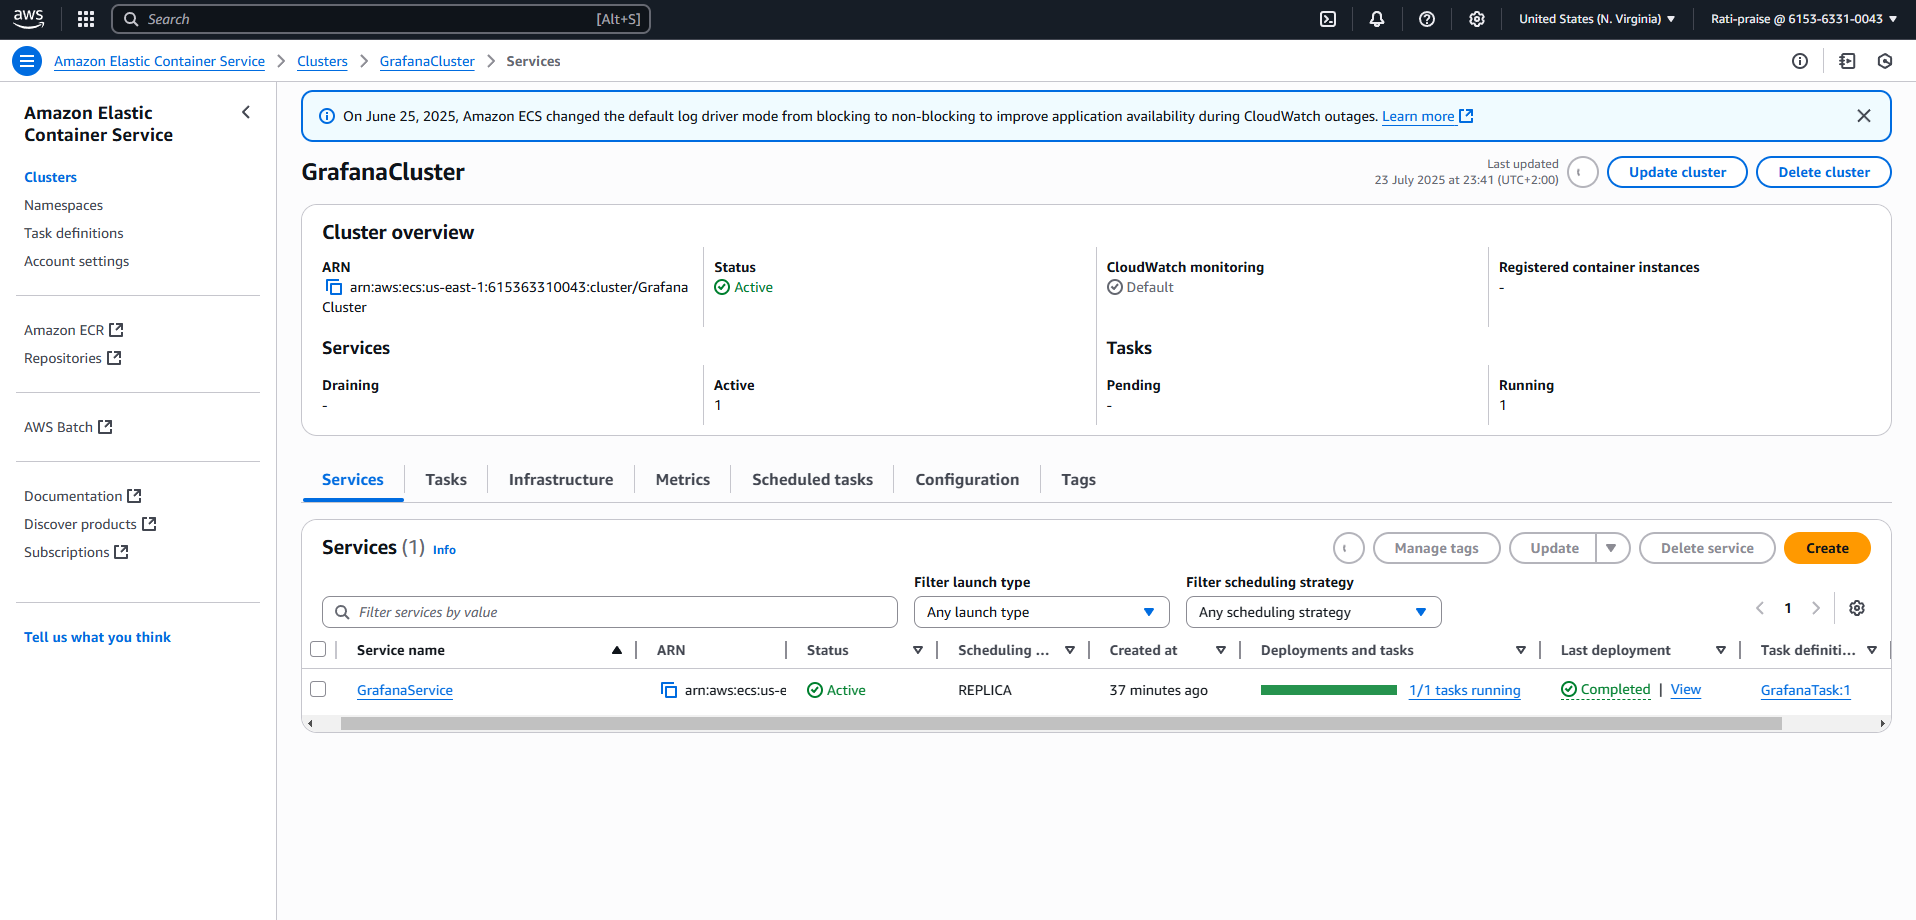 aws
Search [Alt+S]
United States (N. Virginia)
Rati-praise @ 6153-6331-0043
Amazon Elastic Container Service
Clusters
GrafanaCluster
Services
Amazon Elastic
Container Service
Clusters
Namespaces
Task definitions
Account settings
Amazon ECR
Repositories
AWS Batch
Documentation
Discover products
Subscriptions
Tell us what you think
On June 25, 2025, Amazon ECS changed the default log driver mode from blocking to non-blocking to improve application availability during CloudWatch outages. Learn more
GrafanaCluster
Last updated
23 July 2025 at 23:41 (UTC+2:00)
Update cluster
Delete cluster
Cluster overview
ARN
arn:aws:ecs:us-east-1:615363310043:cluster/Grafana
Cluster
Status
Active
CloudWatch monitoring
Default
Registered container instances
-
Services
Tasks
Draining
-
Active
1
Pending
-
Running
1
Services
Tasks
Infrastructure
Metrics
Scheduled tasks
Configuration
Tags
Services (1) Info
Manage tags
Update
Delete service
Create
Filter launch type
Filter scheduling strategy
Filter services by value
Any launch type
Any scheduling strategy
1
Service name
ARN
Status
Scheduling ...
Created at
Deployments and tasks
Last deployment
Task definiti...
GrafanaService
arn:aws:ecs:us-e
Active
REPLICA
37 minutes ago
1/1 tasks running
Completed | View
GrafanaTask:1